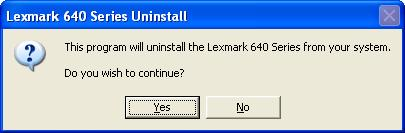 Lexmark 640 Series Uninstall
This program will uninstall the Lexmark 640 Series from your system.
Do you wish to continue?
Yes No